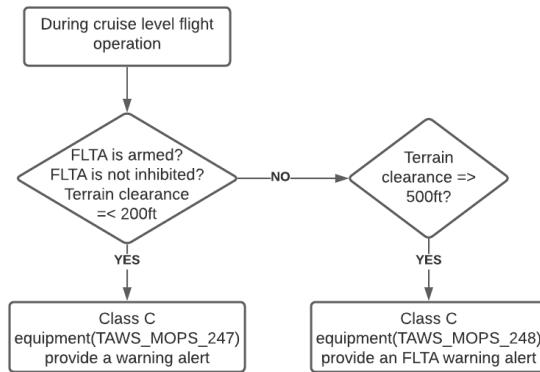 During cruise level flight
operation
FLTA is armed?
FLTA is not inhibited?
Terrain clearance
=< 200ft
NO
Terrain
clearance =>
500ft?
YES
YES
Class C
equipment(TAWS_MOPS_247)
provide a warning alert
Class C
equipment(TAWS_MOPS_248)
provide an FLTA warning alert